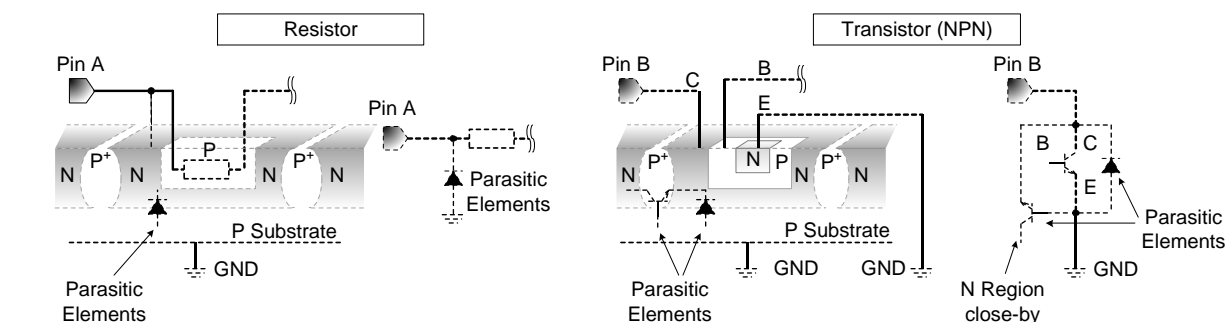 Resistor
Pin A
Pin A
P
N
P+
N
N
P+
N
Parasitic
Elements
P Substrate
GND
Parasitic
Elements
Transistor (NPN)
Pin B
C
B
E
N
P+
N
P
P+
N
N
P Substrate
GND
GND
Parasitic
Elements
Pin B
B
C
E
Parasitic
Elements
GND
N Region
close-by